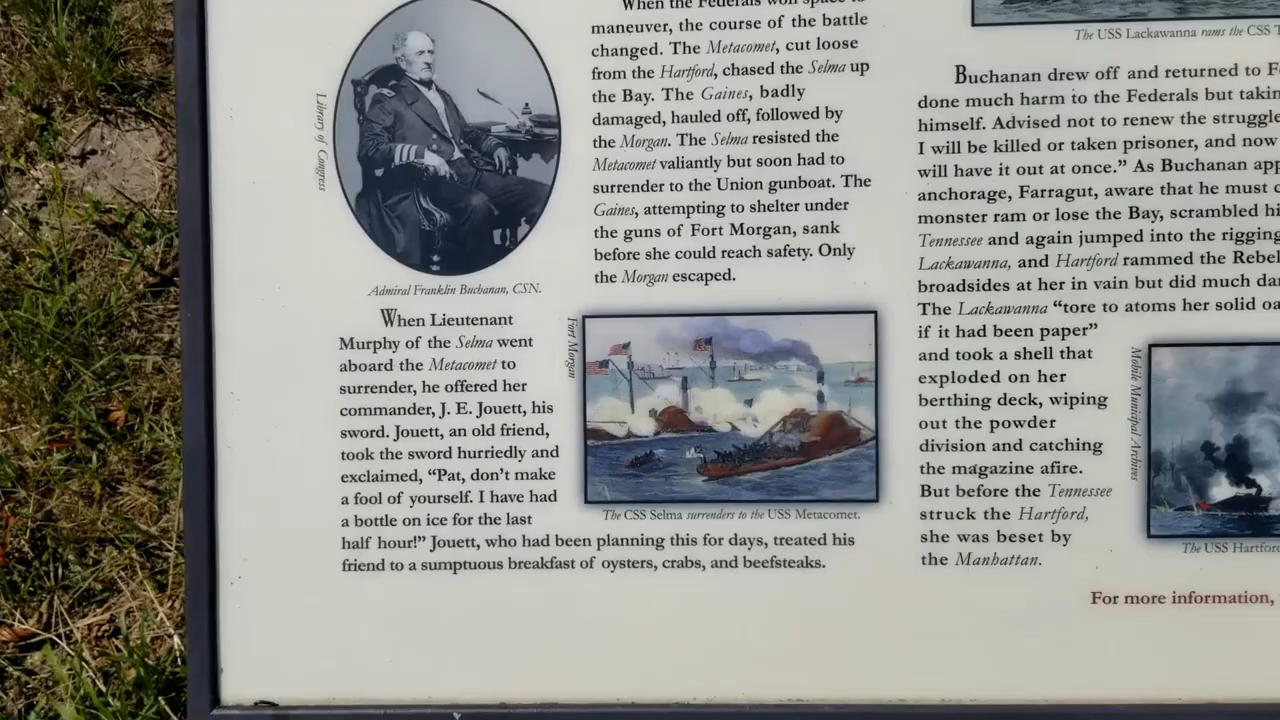 Library of Congress
Admiral Franklin Buchanan, CSN.
When the Federals won space to
maneuver, the course of the battle
changed. The Metacomet, cut loose
from the Hartford, chased the Selma up
the Bay. The Gaines, badly
damaged, hauled off, followed by
the Morgan. The Selma resisted the
Metacomet valiantly but soon had to
surrender to the Union gunboat. The
Gaines, attempting to shelter under
the guns of Fort Morgan, sank
before she could reach safety. Only
the Morgan escaped.
When Lieutenant
Murphy of the Selma went
aboard the Metacomet to
surrender, he offered her
commander, J. E. Jouett, his
sword. Jouett, an old friend,
took the sword hurriedly and
exclaimed, “Pat, don’t make
a fool of yourself. I have had
a bottle on ice for the last
half hour!” Jouett, who had been planning this for days, treated his
friend to a sumptuous breakfast of oysters, crabs, and beefsteaks.
Fort Morgan
The CSS Selma surrenders to the USS Metacomet.
The USS Lackawanna rams the CSS
Buchanan drew off and returned to
done much harm to the Federals but
himself. Advised not to renew the struggle
I will be killed or taken prisoner, and now
will have it out at once.” As Buchanan
anchorage, Farragut, aware that he must
monster ram or lose the Bay, scrambled
Tennessee and again jumped into the rigging
Lackawanna, and Hartford rammed the Rebel
broadsides at her in vain but did much
The Lackawanna “tore to atoms her solid
if it had been paper”
and took a shell that
exploded on her
berthing deck, wiping
out the powder
division and catching
the magazine afire.
But before the Tennessee
struck the Hartford,
she was beset by
the Manhattan.
Mobile Municipal Archives
The USS Hartford
For more information,